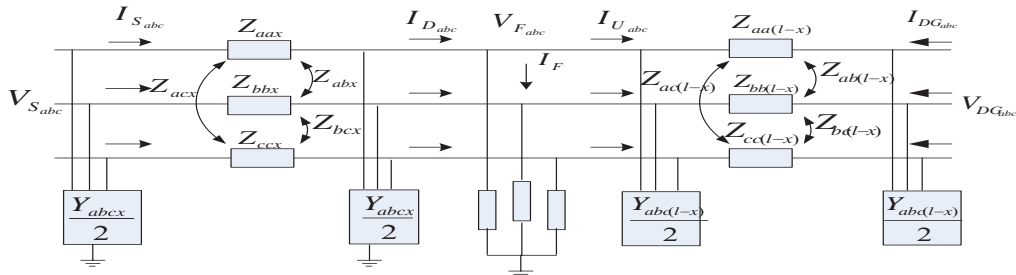 I_{S_{abc}} Z_{aax} I_{D_{abc}} V_{F_{abc}} I_{U_{abc}} Z_{aa(l-x)} I_{DG_{abc}}
I_F
Z_{acx} Z_{bbx} Z_{abx} Z_{ac(l-x)} Z_{bb(l-x)} Z_{ab(l-x)}
V_{S_{abc}} V_{DG_{abc}}
Z_{ccx} Z_{bcx} Z_{cc(l-x)} Z_{bc(l-x)}
Y_{abcx} Y_{abcx} Y_{abc(l-x)} Y_{abc(l-x)}
2 2 2 2